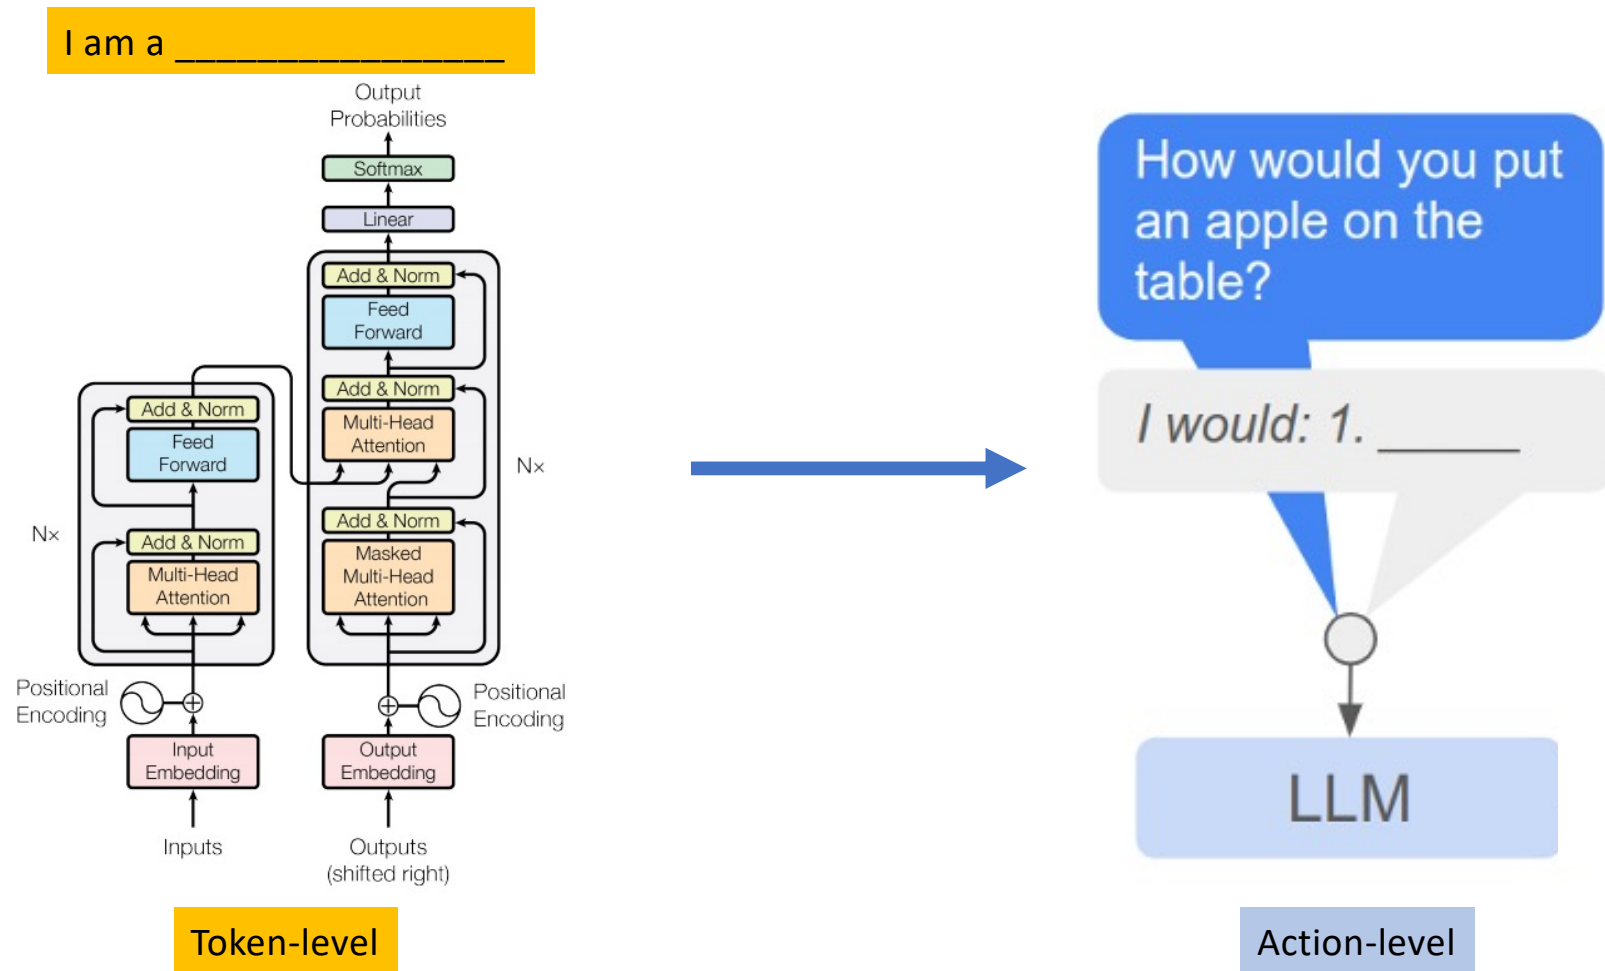 I am a ________________
Output
Probabilities
Softmax
Linear
Add & Norm
Feed
Forward
Add & Norm
Multi-Head
Attention
Nx
Add & Norm
Masked
Multi-Head
Attention
Add & Norm
Feed
Forward
Nx
Add & Norm
Multi-Head
Attention
Positional
Encoding
Positional
Encoding
Input
Embedding
Output
Embedding
Inputs
Outputs
(shifted right)
Token-level
How would you put
an apple on the
table?
I would: 1. ______
LLM
Action-level